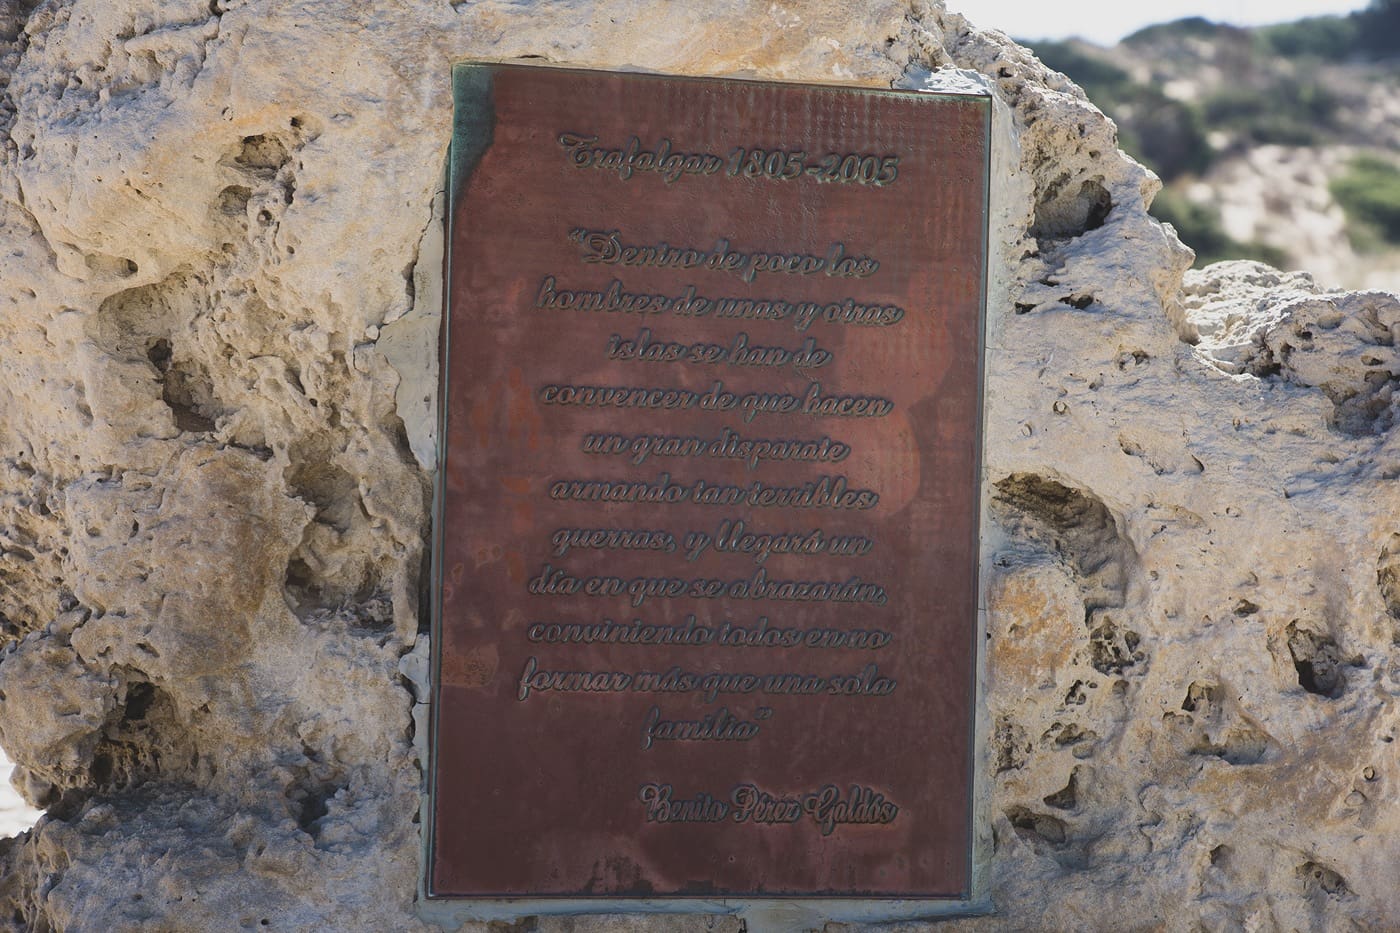 Trafalgar 1805-2005
"Dentro de poco los
hombres de unas y otras
islas se han de
convencer de que hacen
un gran disparate
armando tan terribles
guerras, y llegará un
día en que se abrazarán,
conviniendo todos en no
formar más que una sola
familia"
Benito Pérez Galdós